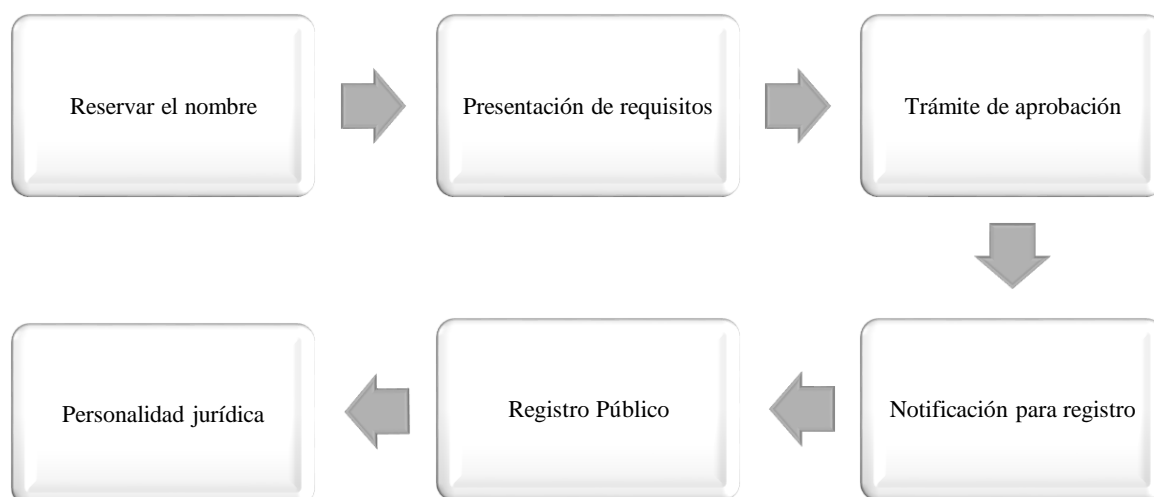 Reservar el nombre
Presentación de requisitos
Trámite de aprobación
Notificación para registro
Registro Público
Personalidad jurídica